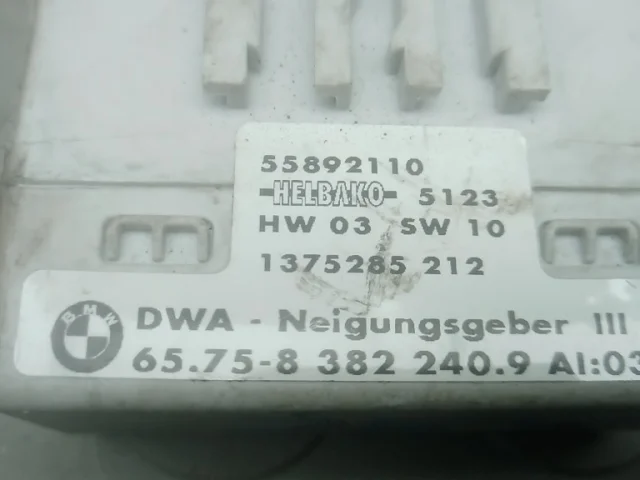 55892110
HELBAKO 5123
HW 03 SW 10
1375285 212
BMW DWA - Neigungsgeber III
65.75-8 382 240.9 AI:03